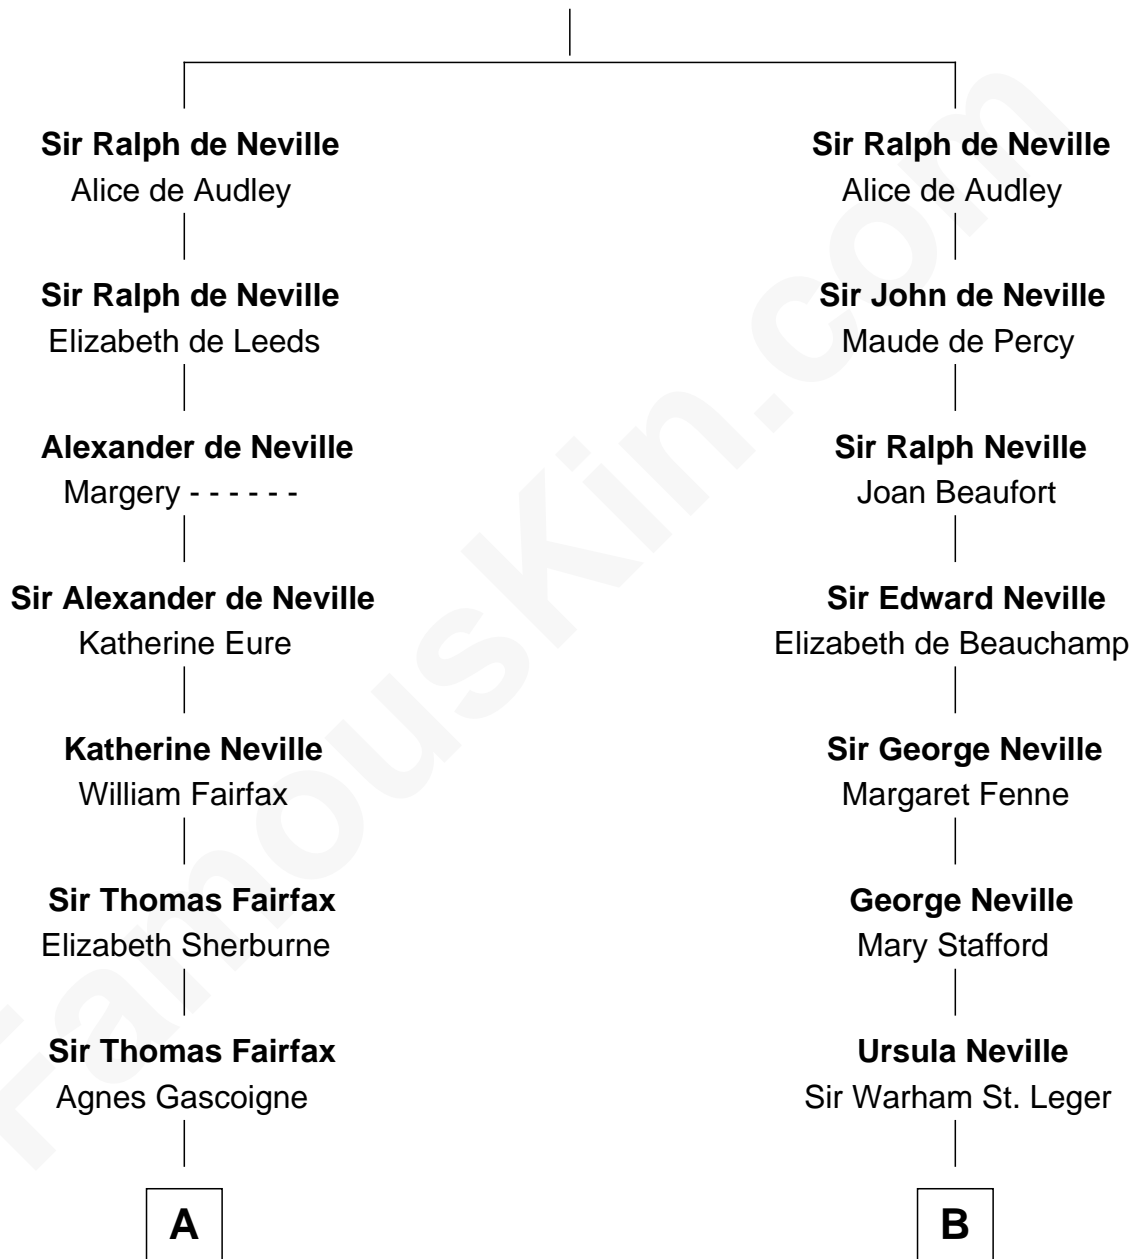 Sir Ralph de Neville
Alice de Audley
Sir Ralph de Neville
Elizabeth de Leeds
Alexander de Neville
Margery - - - - - -
Sir Alexander de Neville
Katherine Eure
Katherine Neville
William Fairfax
Sir Thomas Fairfax
Elizabeth Sherburne
Sir Thomas Fairfax
Agnes Gascoigne
A
Sir Ralph de Neville
Alice de Audley
Sir John de Neville
Maude de Percy
Sir Ralph Neville
Joan Beaufort
Sir Edward Neville
Elizabeth de Beauchamp
Sir George Neville
Margaret Fenne
George Neville
Mary Stafford
Ursula Neville
Sir Warham St. Leger
B
FamousKin.com